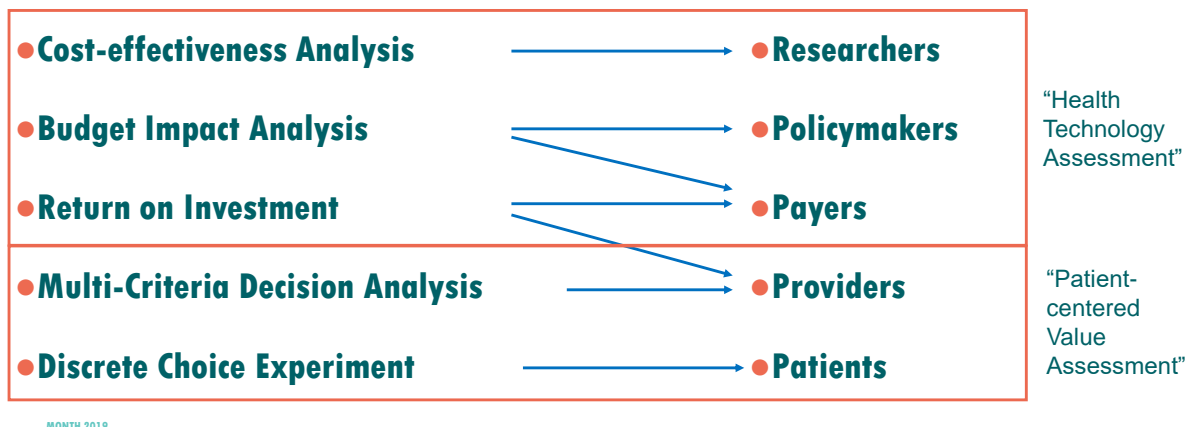 Cost-effectiveness Analysis
Researchers
Budget Impact Analysis
Policymakers
Return on Investment
Payers
“Health
Technology
Assessment”
Multi-Criteria Decision Analysis
Providers
Discrete Choice Experiment
Patients
“Patient-
centered
Value
Assessment”
MONTH 2019